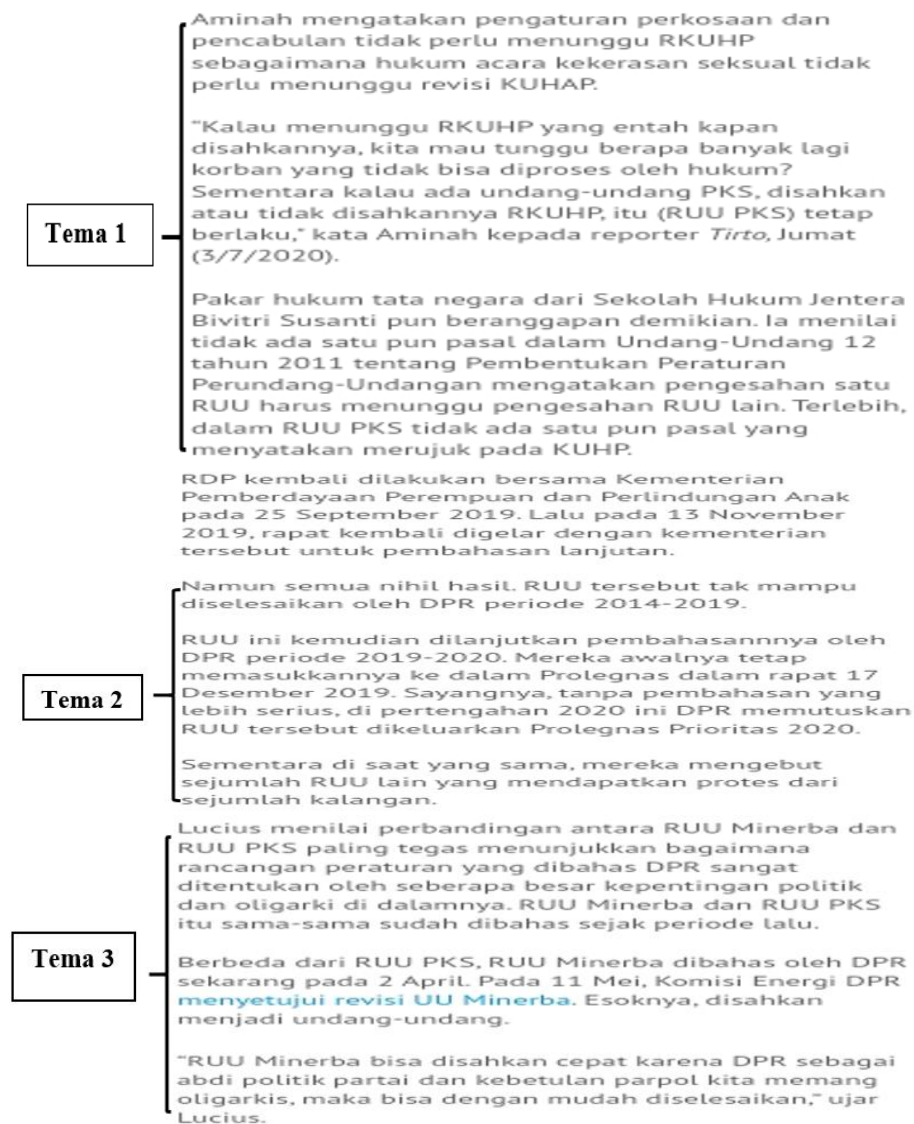 Aminah mengatakan pengaturan perkosaan dan
pencabulan tidak perlu menunggu RKUHP
sebagaimana hukum acara kekerasan seksual tidak
perlu menunggu revisi KUHAP.
"Kalau menunggu RKUHP yang entah kapan
disahkannya, kita mau tunggu berapa banyak lagi
korban yang tidak bisa diproses oleh hukum?
Sementara kalau ada undang-undang PKS, disahkan
atau tidak disahkannya RKUHP, itu (RUU PKS) tetap
berlaku," kata Aminah kepada reporter Tirto, Jumat
(3/7/2020).
Tema 1
Pakar hukum tata negara dari Sekolah Hukum Jentera
Bivitri Susanti pun beranggapan demikian. Ia menilai
tidak ada satu pun pasal dalam Undang-Undang 12
tahun 2011 tentang Pembentukan Peraturan
Perundang-Undangan mengatakan pengesahan satu
RUU harus menunggu pengesahan RUU lain. Terlebih,
dalam RUU PKS tidak ada satu pun pasal yang
menyatakan merujuk pada KUHP.
RDP kembali dilakukan bersama Kementerian
Pemberdayaan Perempuan dan Perlindungan Anak
pada 25 September 2019. Lalu pada 13 November
2019, rapat kembali digelar dengan kementerian
tersebut untuk pembahasan lanjutan.
Namun semua nihil hasil. RUU tersebut tak mampu
diselesaikan oleh DPR periode 2014-2019.
RUU ini kemudian dilanjutkan pembahasannnya oleh
DPR periode 2019-2020. Mereka awalnya tetap
memasukkannya ke dalam Prolegnas dalam rapat 17
Desember 2019. Sayangnya, tanpa pembahasan yang
lebih serius, di pertengahan 2020 ini DPR memutuskan
RUU tersebut dikeluarkan Prolegnas Prioritas 2020.
Tema 2
Sementara di saat yang sama, mereka mengebut
sejumlah RUU lain yang mendapatkan protes dari
sejumlah kalangan.
Lucius menilai perbandingan antara RUU Minerba dan
RUU PKS paling tegas menunjukkan bagaimana
rancangan peraturan yang dibahas DPR sangat
ditentukan oleh seberapa besar kepentingan politik
dan oligarki di dalamnya. RUU Minerba dan RUU PKS
itu sama-sama sudah dibahas sejak periode lalu.
Tema 3
Berbeda dari RUU PKS, RUU Minerba dibahas oleh DPR
sekarang pada 2 April. Pada 11 Mei, Komisi Energi DPR
menyetujui revisi UU Minerba. Esoknya, disahkan
menjadi undang-undang.
"RUU Minerba bisa disahkan cepat karena DPR sebagai
abdi politik partai dan kebetulan parpol kita memang
oligarkis, maka bisa dengan mudah diselesaikan," ujar
Lucius.